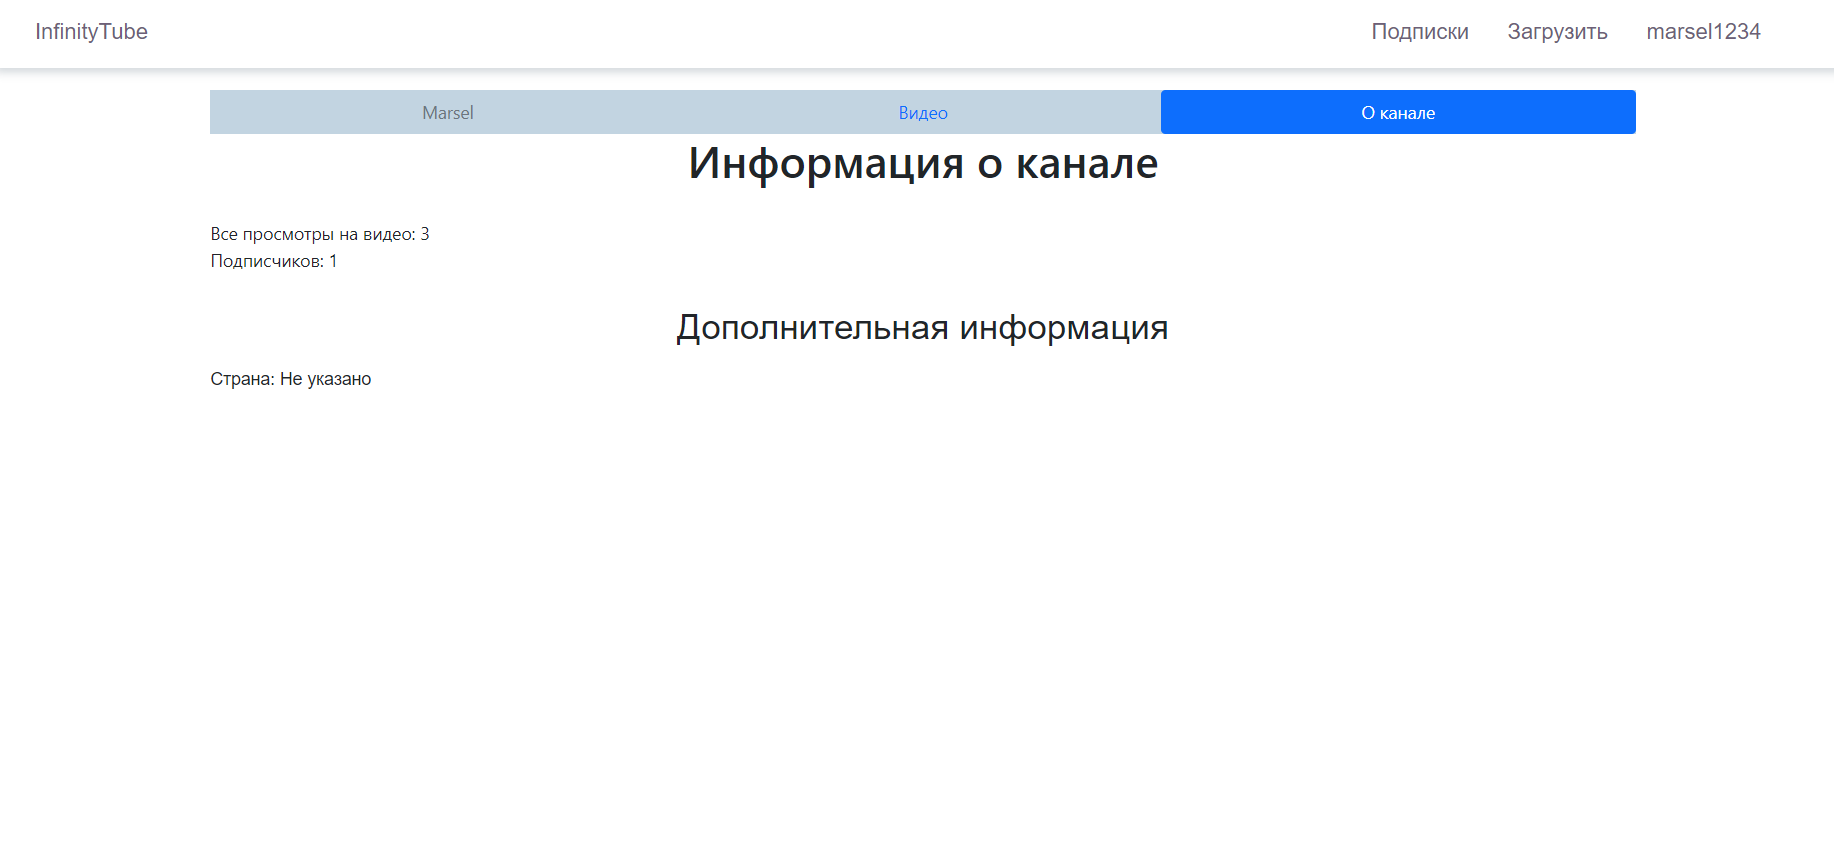 InfinityTube Подписки Загрузить marsel1234
Marsel Видео О канале
Информация о канале
Все просмотры на видео: 3
Подписчиков: 1
Дополнительная информация
Страна: Не указано